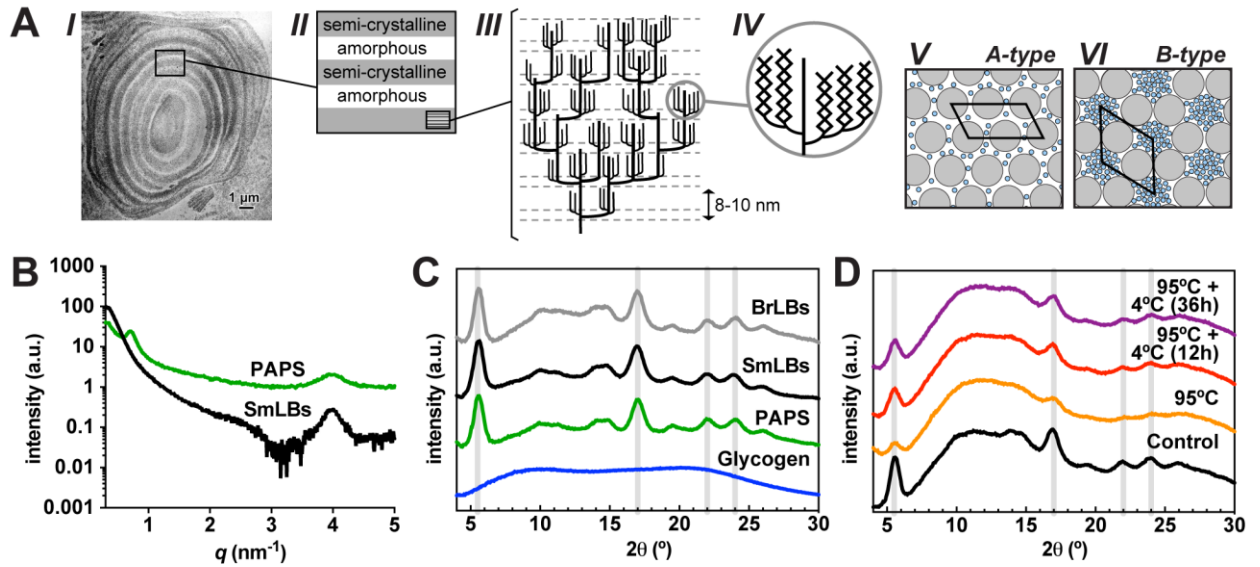 A
I
1 µm
II
semi-crystalline
amorphous
semi-crystalline
amorphous
III
8-10 nm
IV
V
A-type
VI
B-type
B
intensity (a.u.)
1000
100
10
1
0.1
0.01
0.001
PAPS
SmLBs
1 2 3 4 5
q (nm-1)
C
intensity (a.u.)
BrLBs
SmLBs
PAPS
Glycogen
5 10 15 20 25 30
2θ (º)
D
intensity (a.u.)
95ºC +
4ºC (36h)
95ºC +
4ºC (12h)
95ºC
Control
5 10 15 20 25 30
2θ (º)